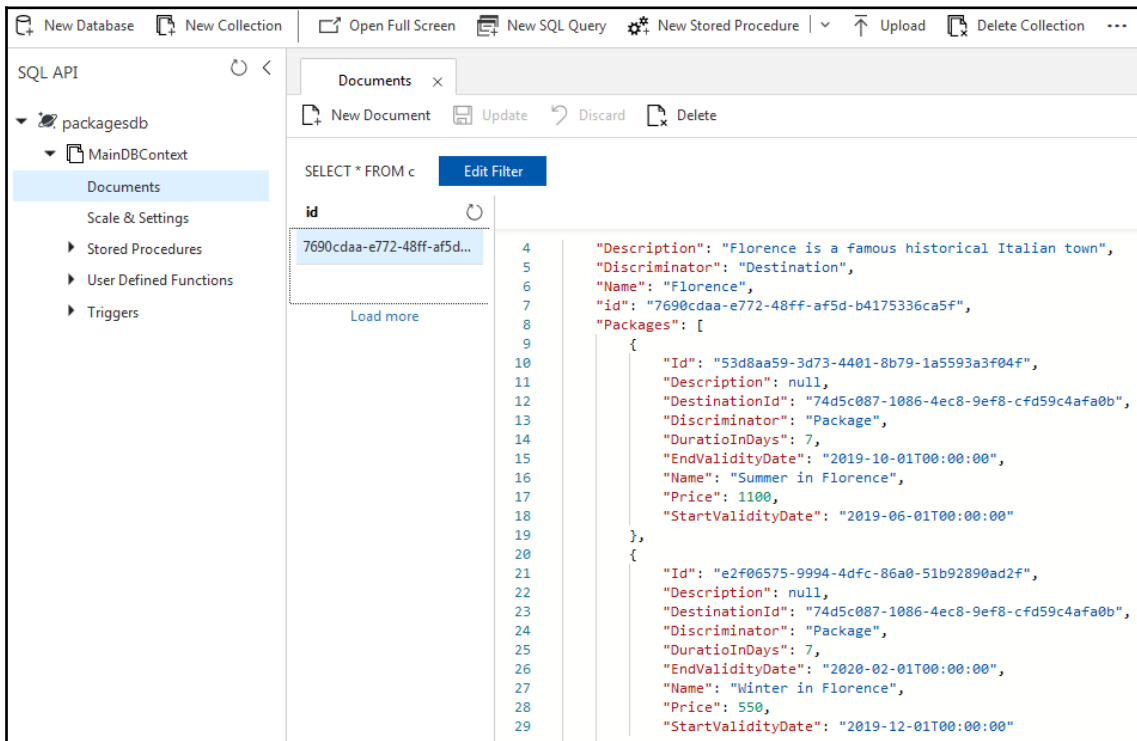 New Database New Collection Open Full Screen New SQL Query New Stored Procedure Upload Delete Collection ...
SQL API
Documents
New Document Update Discard Delete
packagesdb
MainDBContext
Documents
Scale & Settings
Stored Procedures
User Defined Functions
Triggers
SELECT * FROM c Edit Filter
id
7690cdaa-e772-48ff-af5d...
Load more
4 "Description": "Florence is a famous historical Italian town",
5 "Discriminator": "Destination",
6 "Name": "Florence",
7 "id": "7690cdaa-e772-48ff-af5d-b4175336ca5f",
8 "Packages": [
9 {
10 "Id": "53d8aa59-3d73-4401-8b79-1a5593a3f04f",
11 "Description": null,
12 "DestinationId": "74d5c087-1086-4ec8-9ef8-cfd59c4afa0b",
13 "Discriminator": "Package",
14 "DuratioInDays": 7,
15 "EndValidityDate": "2019-10-01T00:00:00",
16 "Name": "Summer in Florence",
17 "Price": 1100,
18 "StartValidityDate": "2019-06-01T00:00:00"
19 },
20 {
21 "Id": "e2f06575-9994-4dfc-86a0-51b92890ad2f",
22 "Description": null,
23 "DestinationId": "74d5c087-1086-4ec8-9ef8-cfd59c4afa0b",
24 "Discriminator": "Package",
25 "DuratioInDays": 7,
26 "EndValidityDate": "2020-02-01T00:00:00",
27 "Name": "Winter in Florence",
28 "Price": 550,
29 "StartValidityDate": "2019-12-01T00:00:00"